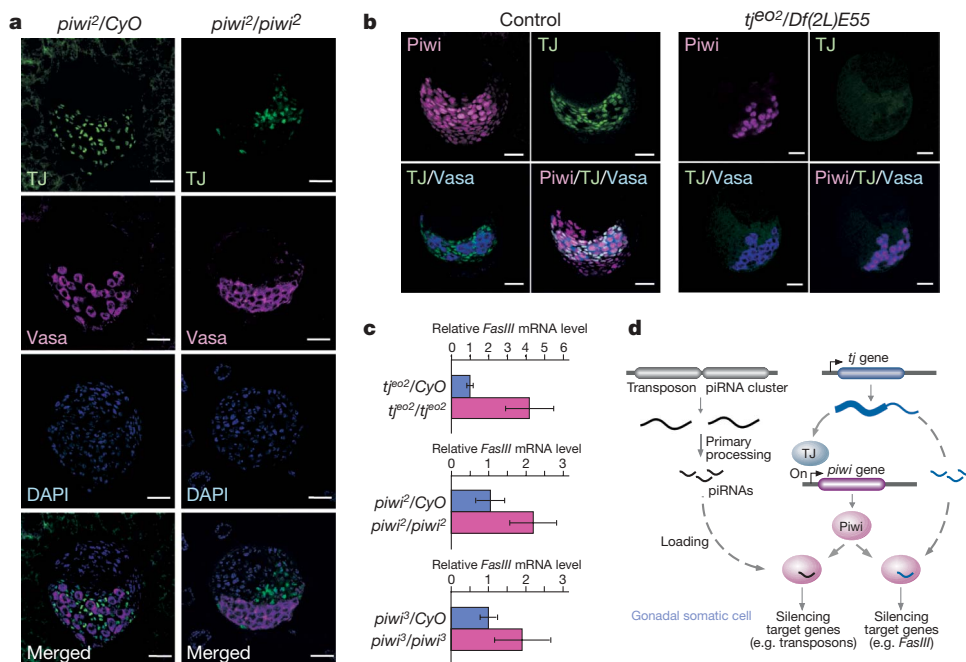 a
piwi²/CyO
piwi²/piwi²
TJ
TJ
Vasa
Vasa
DAPI
DAPI
Merged
Merged
b
Control
tjᵉᵒ²/Df(2L)E55
Piwi
TJ
Piwi
TJ
TJ/Vasa
Piwi/TJ/Vasa
TJ/Vasa
Piwi/TJ/Vasa
c
Relative FasIII mRNA level
0 1 2 3 4 5 6
tjᵉᵒ²/CyO
tjᵉᵒ²/tjᵉᵒ²
Relative FasIII mRNA level
0 1 2 3
piwi²/CyO
piwi²/piwi²
Relative FasIII mRNA level
0 1 2 3
piwi³/CyO
piwi³/piwi³
d
Transposon
piRNA cluster
Primary
processing
piRNAs
Loading
tj gene
TJ
On
piwi gene
Piwi
Gonadal somatic cell
Silencing
target genes
(e.g. transposons)
Silencing
target genes
(e.g. FasIII)